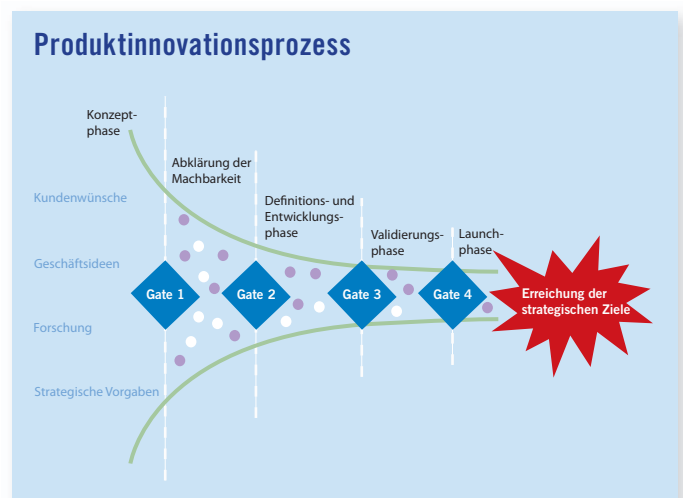 Produktinnovationsprozess
Konzept-
phase
Abklärung der
Machbarkeit
Definitions- und
Entwicklungs-
phase
Validierungs-
phase
Launch-
phase
Kundenwünsche
Geschäftsideen
Forschung
Strategische Vorgaben
Gate 1
Gate 2
Gate 3
Gate 4
Erreichung der
strategischen Ziele